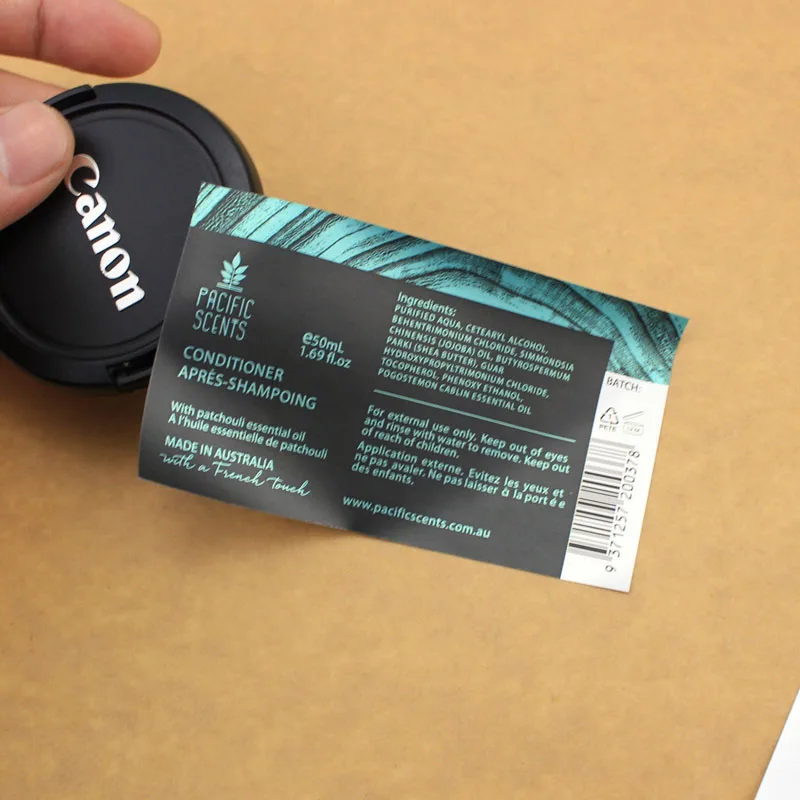 Canon
PACIFIC
SCENTS
e50mL
1.69 fl.oz
CONDITIONER
APRÉS-SHAMPOING
With patchouli essential oil
A l'huile essentielle de patchouli
MADE IN AUSTRALIA
with a French touch
Ingredients:
PURIFIED AQUA, CETEARYL ALCOHOL,
BEHENTRIMONIUM CHLORIDE, SIMMONDSIA
CHINENSIS (JOJOBA) OIL, BUTYROSPERMUM
PARKII (SHEA BUTTER), GUAR
HYDROXYPROPYLTRIMONIUM CHLORIDE,
TOCOPHEROL, PHENOXY ETHANOL,
POGOSTEMON CABLIN ESSENTIAL OIL
For external use only. Keep out of eyes
and rinse with water to remove. Keep out
of reach of children.
Application externe. Evitez les yeux et
ne pas avaler. Ne pas laisser à la port é e
des enfants.
www.pacificscents.com.au
BATCH:
1
PETE
9 371257 200378